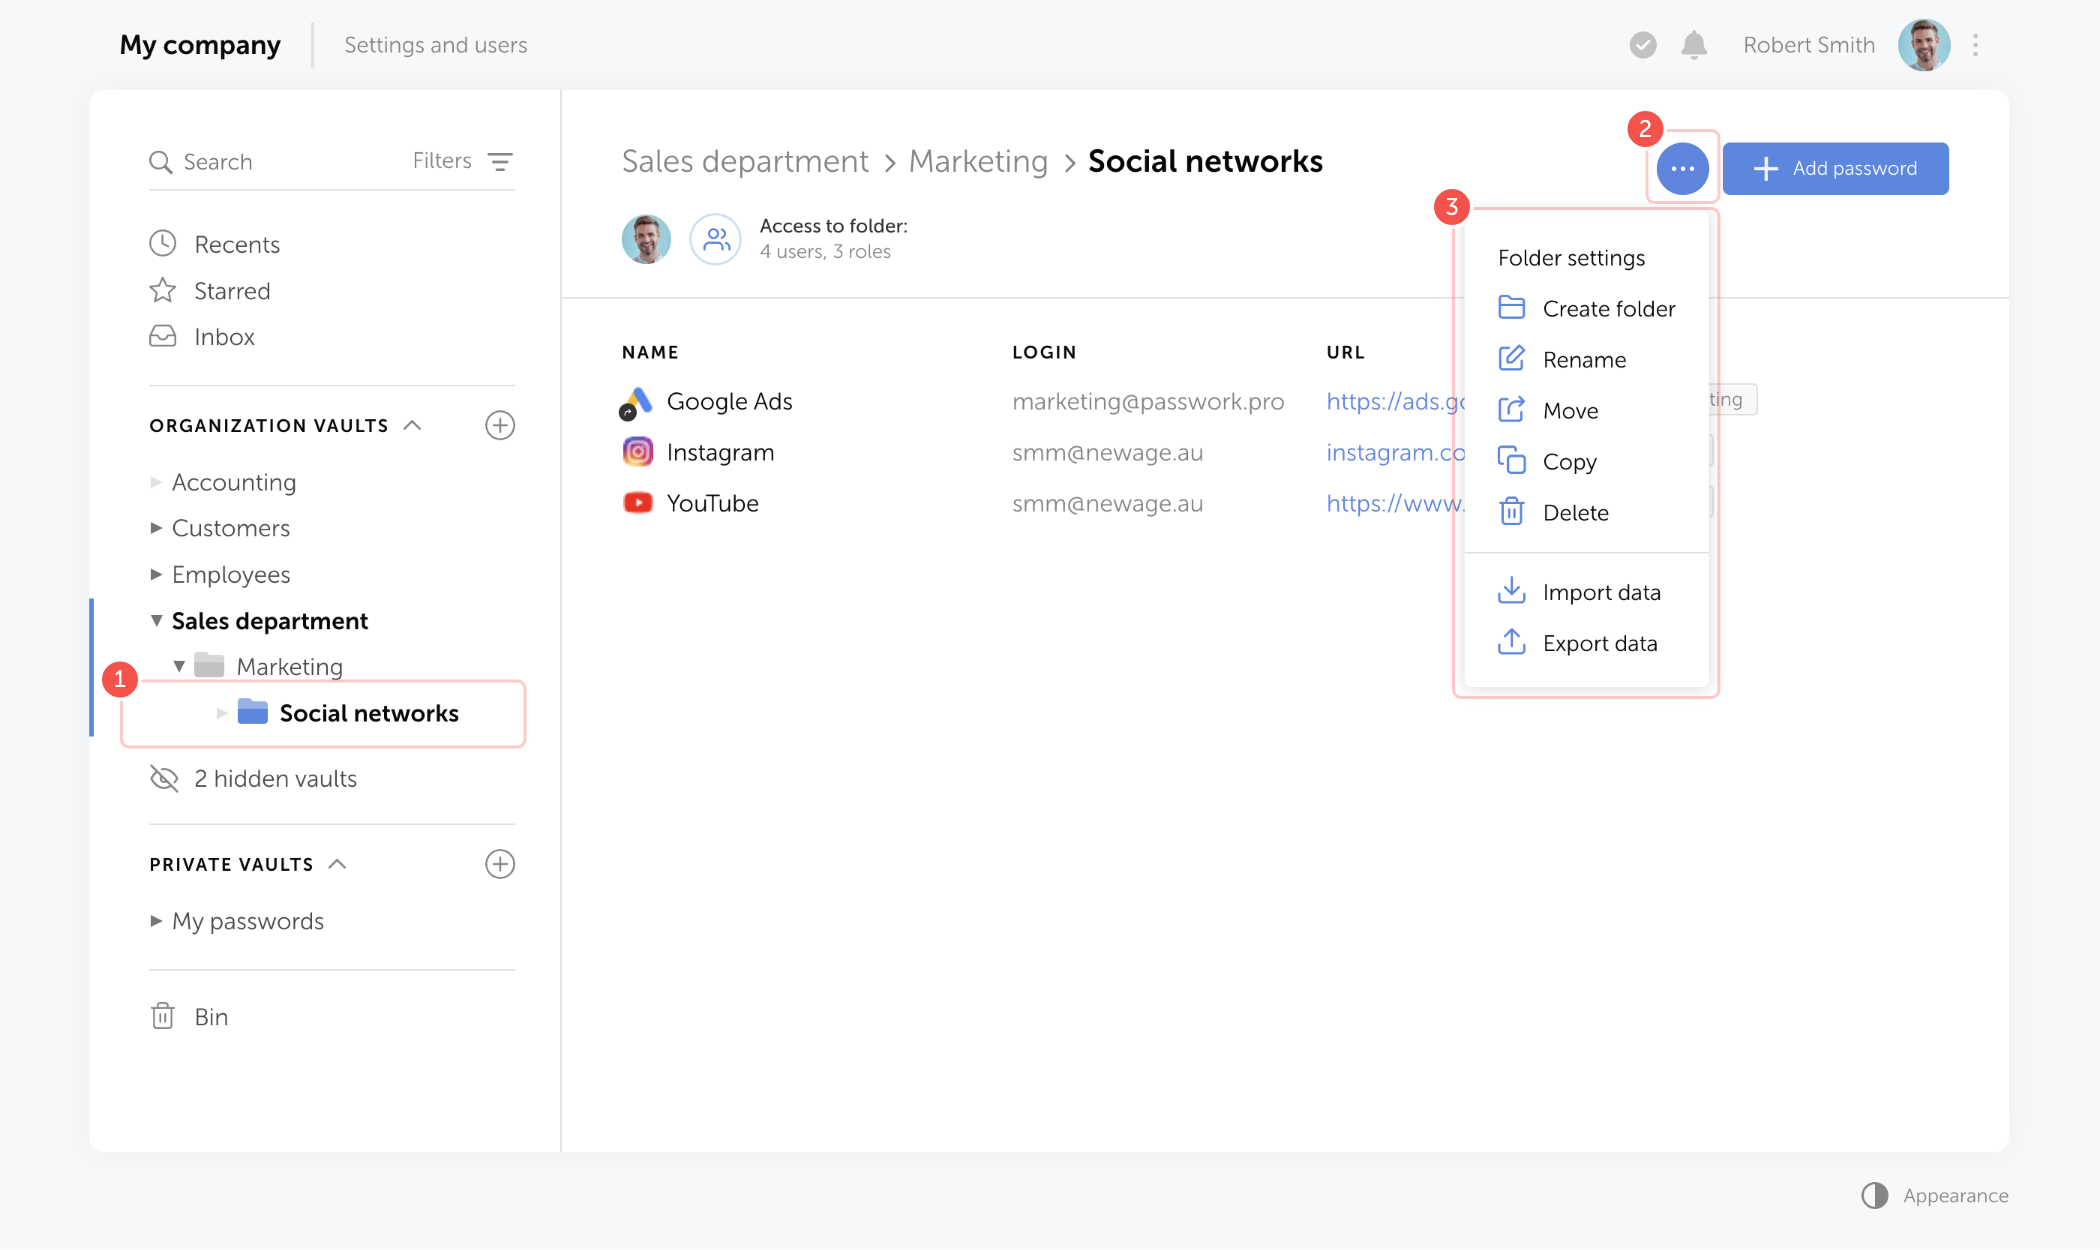 My company
Settings and users
Robert Smith
Search
Filters
Recents
Starred
Inbox
ORGANIZATION VAULTS
Accounting
Customers
Employees
Sales department
Marketing
1
Social networks
2 hidden vaults
PRIVATE VAULTS
My passwords
Bin
Sales department > Marketing > Social networks
2
Add password
Access to folder:
4 users, 3 roles
NAME LOGIN URL
Google Ads marketing@passwork.pro https://ads.go ting
Instagram smm@newage.au instagram.co
YouTube smm@newage.au https://www.
3
Folder settings
Create folder
Rename
Move
Copy
Delete
Import data
Export data
Appearance